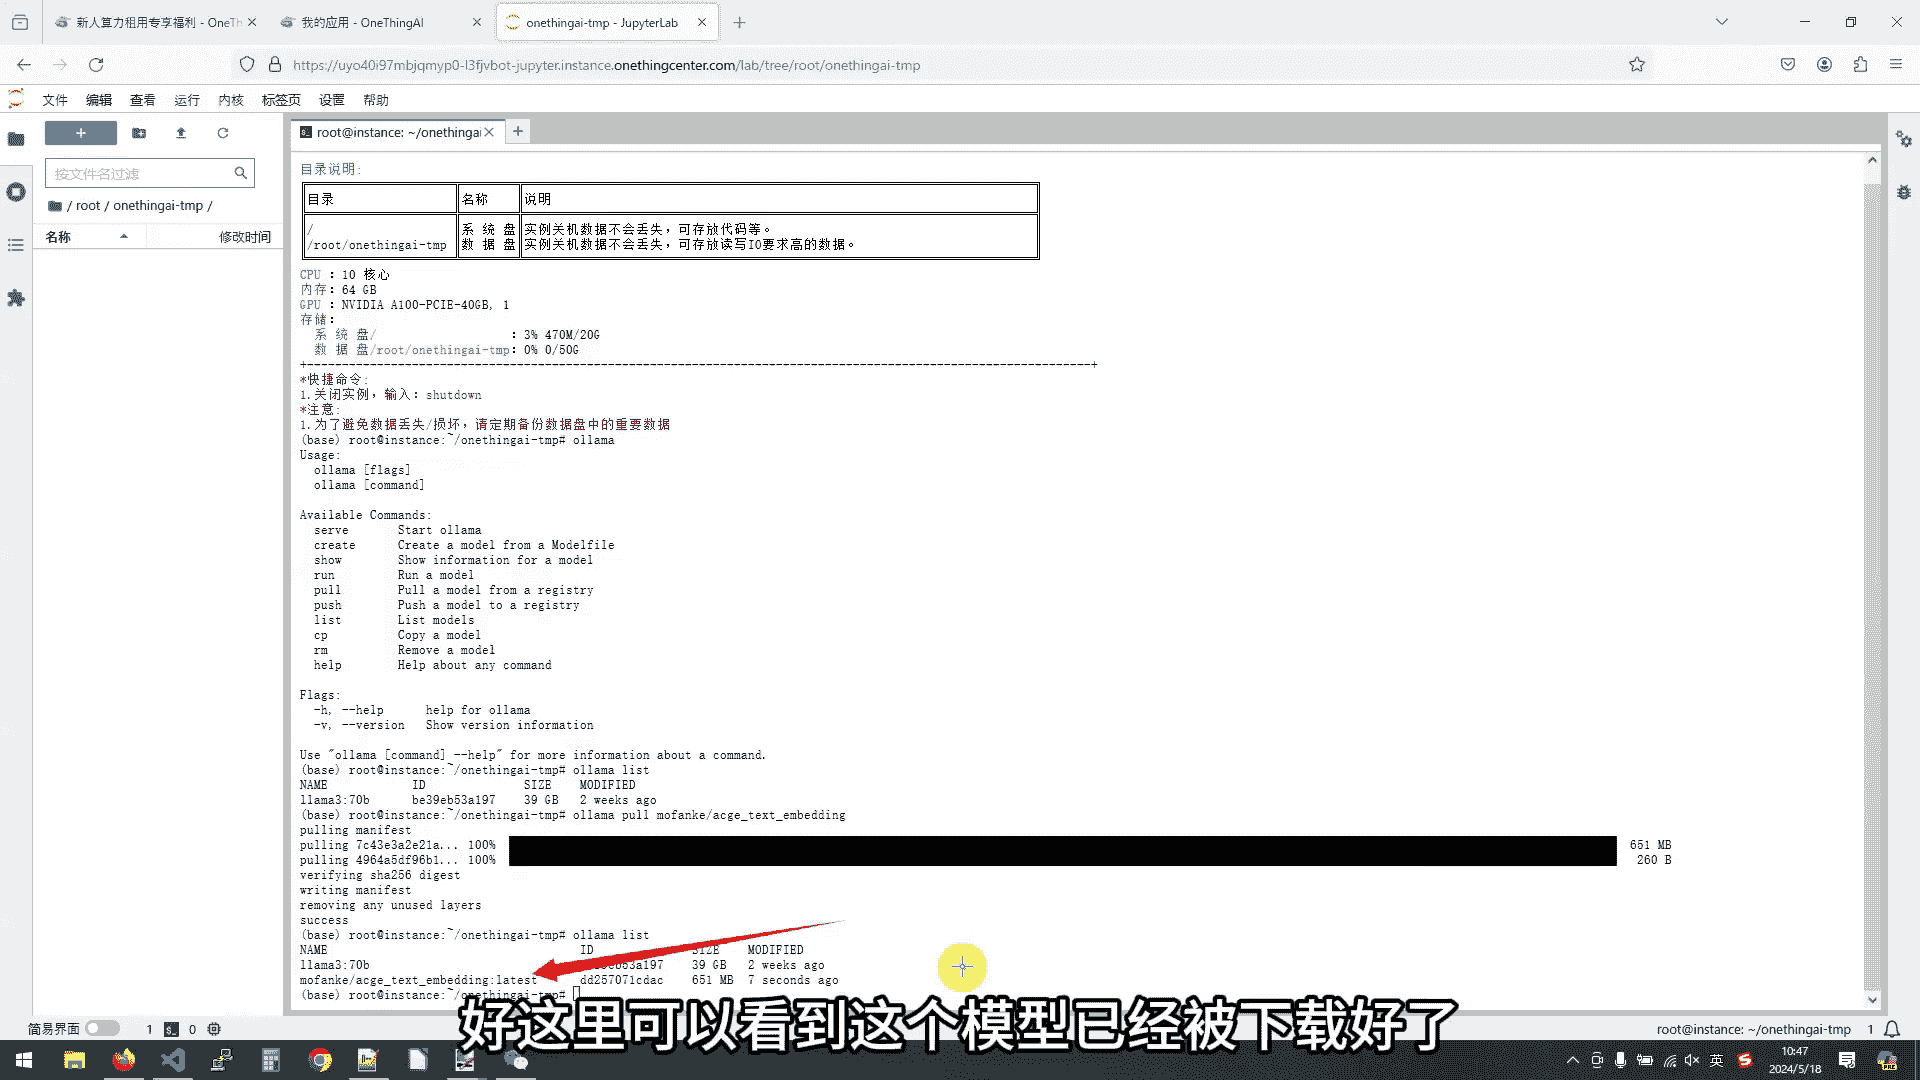 新人算力租用专享福利 - OneTh
我的应用 - OneThingAI
onethingai-tmp - JupyterLab
https://uyo40i97mbjqmyp0-l3fjvbot-jupyter.instance.onethingcenter.com/lab/tree/root/onethingai-tmp
文件 编辑 查看 运行 内核 标签页 设置 帮助
root@instance: ~/onethingai
按文件名过滤
/ root / onethingai-tmp /
名称 修改时间
目录说明:
目录 名称 说明
/ 系 统 盘 实例关机数据不会丢失，可存放代码等。
/root/onethingai-tmp 数 据 盘 实例关机数据不会丢失，可存放读写IO要求高的数据。
CPU : 10 核心
内存: 64 GB
GPU : NVIDIA A100-PCIE-40GB, 1
存储:
系 统 盘/ : 3% 470M/20G
数 据 盘/root/onethingai-tmp: 0% 0/50G
+----------------------------------------------------------------------------------------------------------------+
*快捷命令:
1.关闭实例，输入: shutdown
*注意:
1.为了避免数据丢失/损坏，请定期备份数据盘中的重要数据
(base) root@instance:~/onethingai-tmp# ollama
Usage:
ollama [flags]
ollama [command]
Available Commands:
serve Start ollama
create Create a model from a Modelfile
show Show information for a model
run Run a model
pull Pull a model from a registry
push Push a model to a registry
list List models
cp Copy a model
rm Remove a model
help Help about any command
Flags:
-h, --help help for ollama
-v, --version Show version information
Use "ollama [command] --help" for more information about a command.
(base) root@instance:~/onethingai-tmp# ollama list
NAME ID SIZE MODIFIED
llama3:70b be39eb53a197 39 GB 2 weeks ago
(base) root@instance:~/onethingai-tmp# ollama pull mofanke/acge_text_embedding
pulling manifest
pulling 7c43e3a2e21a... 100% 651 MB
pulling 4964a5df96b1... 100% 260 B
verifying sha256 digest
writing manifest
removing any unused layers
success
(base) root@instance:~/onethingai-tmp# ollama list
NAME ID SIZE MODIFIED
llama3:70b 39 GB 2 weeks ago
mofanke/acge_text_embedding:latest dd25707lcdac 651 MB 7 seconds ago
(base) root@instance:~/onethingai-tmp#
好这里可以看到这个模型已经被下载好了
简易界面 1 0
root@instance: ~/onethingai-tmp 1
英
10:47
2024/5/18